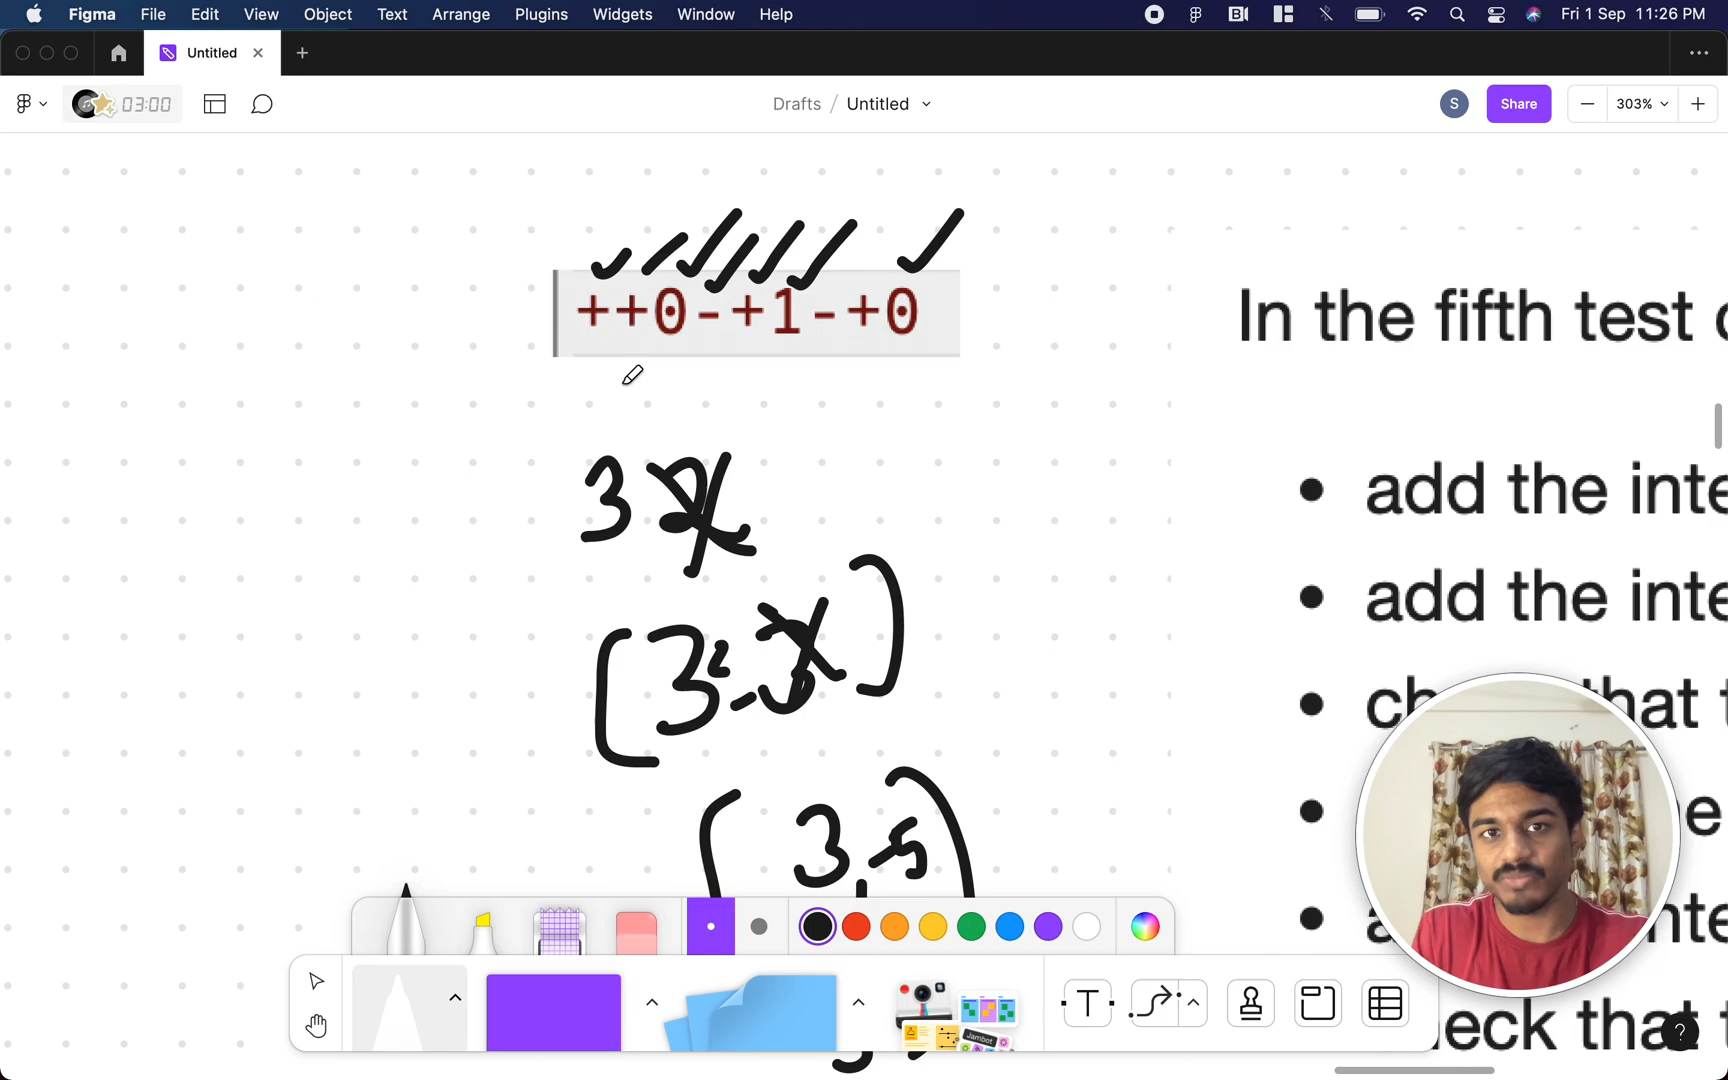 Figma File Edit View Object Text Arrange Plugins Widgets Window Help Fri 1 Sep 11:26 PM
Untitled
03:00 Drafts / Untitled S Share 303%
++0-+1-+0
In the fifth test
3
add the inte
add the inte
3
that t
3,-5
e
nte
T
Jambot
eck that t
?